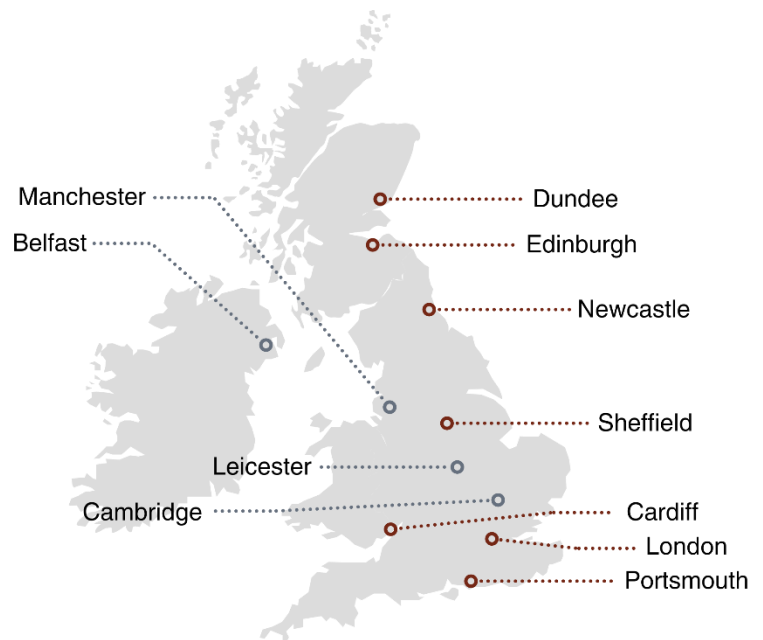 Manchester
Dundee
Belfast
Edinburgh
Newcastle
Sheffield
Leicester
Cambridge
Cardiff
London
Portsmouth